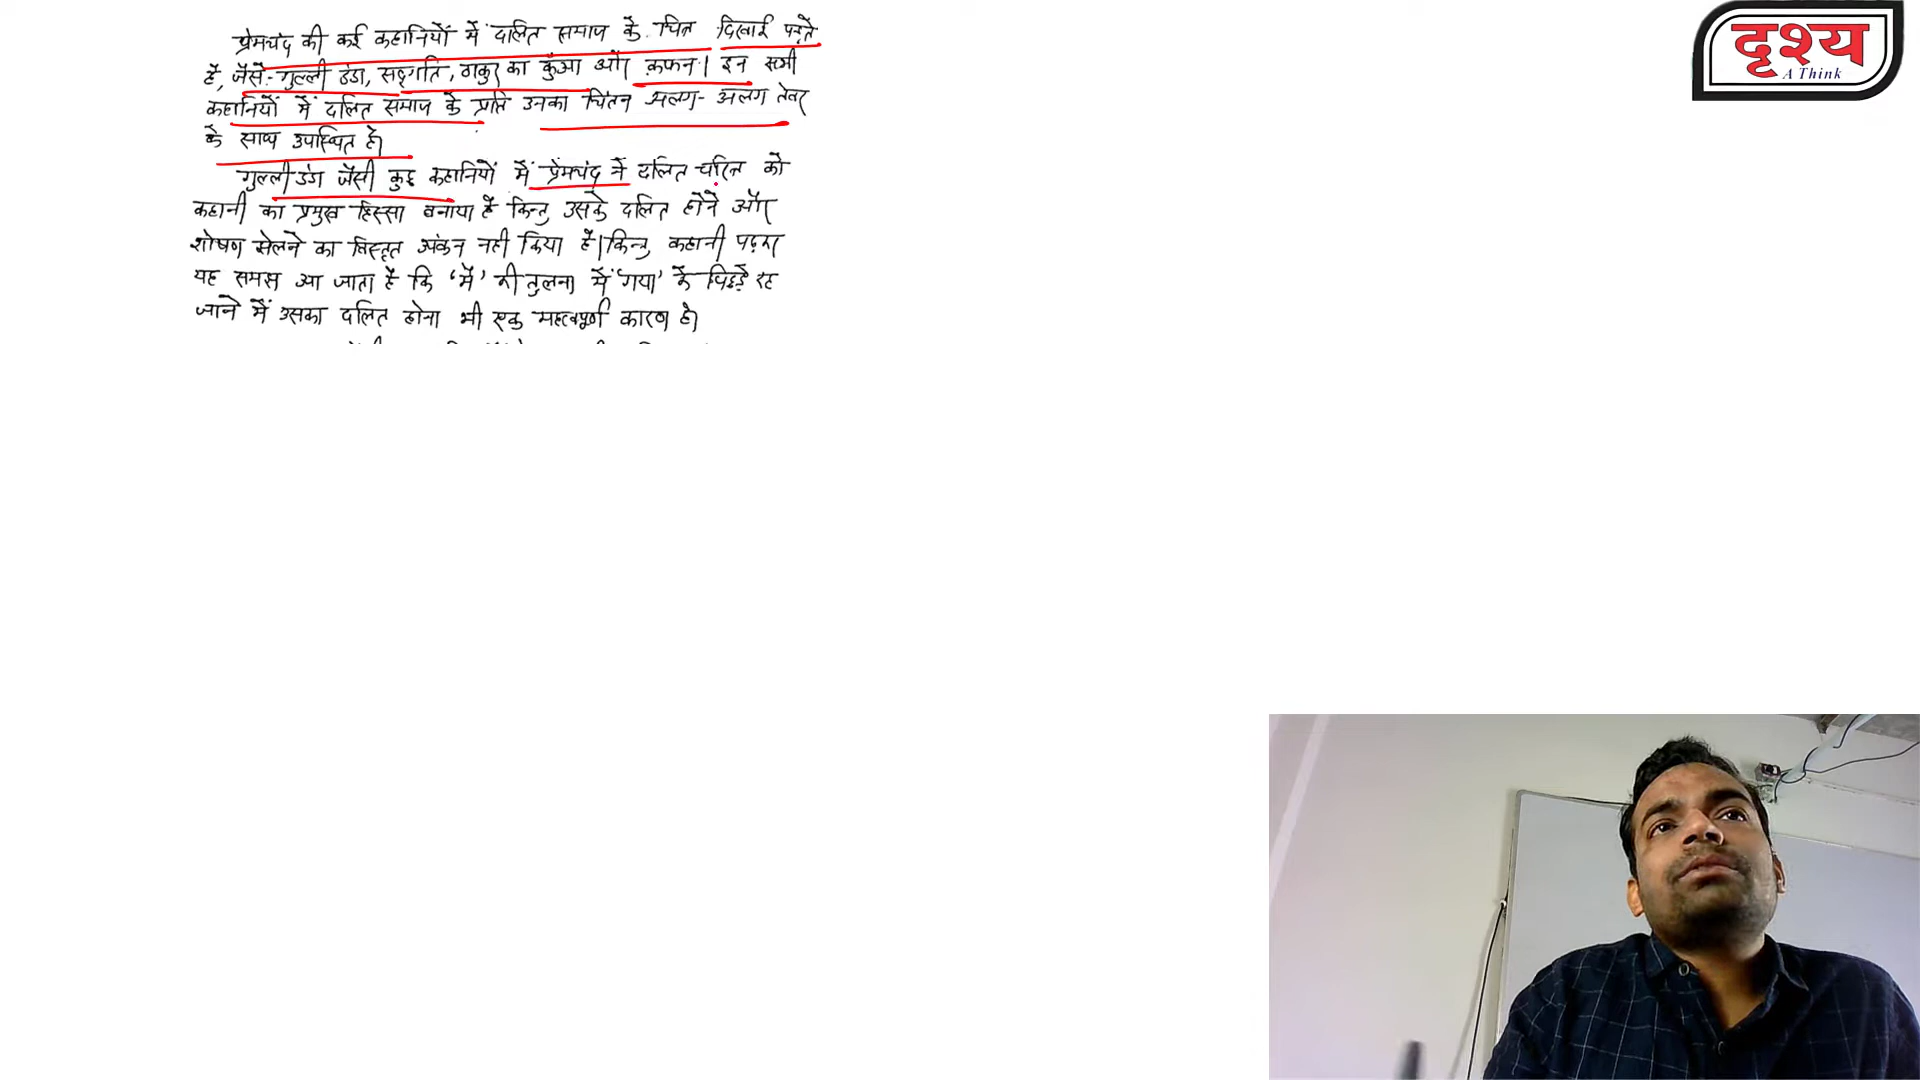 प्रेमचंद की कई कहानियों में दलित समाज के चित्र दिखाई पड़ते
हैं, जैसे:- गुल्ली डंडा, सद्गति, ठाकुर का कुँआ और क़फन। इन सभी
कहानियों में दलित समाज के प्रति उनका चिंतन अलग-अलग तेवर
के साथ उपस्थित है।
गुल्ली डंडा जैसी कुछ कहानियों में प्रेमचंद ने दलित चरित्र को
कहानी का प्रमुख हिस्सा बनाया है किन्तु उसके दलित होने और
शोषण झेलने का विस्तृत अंकन नहीं किया है। किन्तु कहानी पढ़कर
यह समझ आ जाता है कि 'मैं' की तुलना में 'गया' के पिछड़े रह
जाने में उसका दलित होना भी एक महत्वपूर्ण कारण है।
दृश्य
A Think